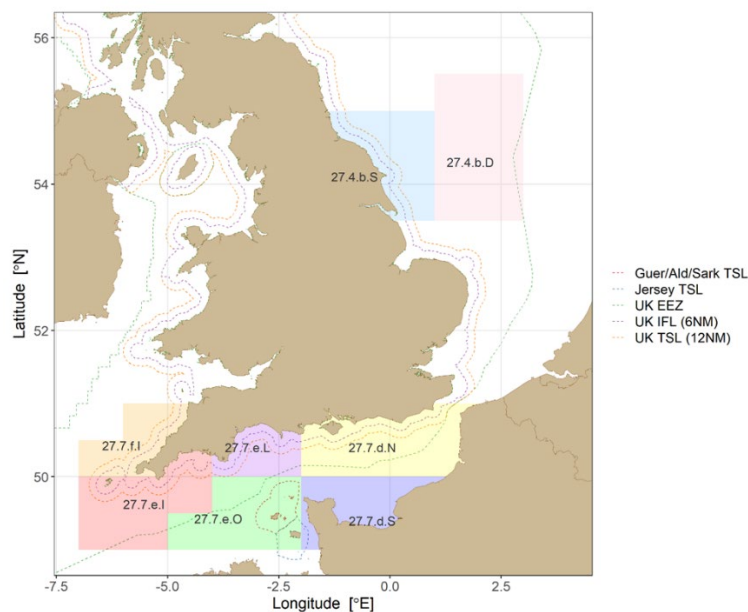 56
54
52
50
Latitude [°N]
27.4.b.S
27.4.b.D
27.7.f.I
27.7.e.L
27.7.d.N
27.7.e.I
27.7.e.O
27.7.d.S
-7.5
-5.0
-2.5
0.0
2.5
Longitude [°E]
Guer/Ald/Sark TSL
Jersey TSL
UK EEZ
UK IFL (6NM)
UK TSL (12NM)